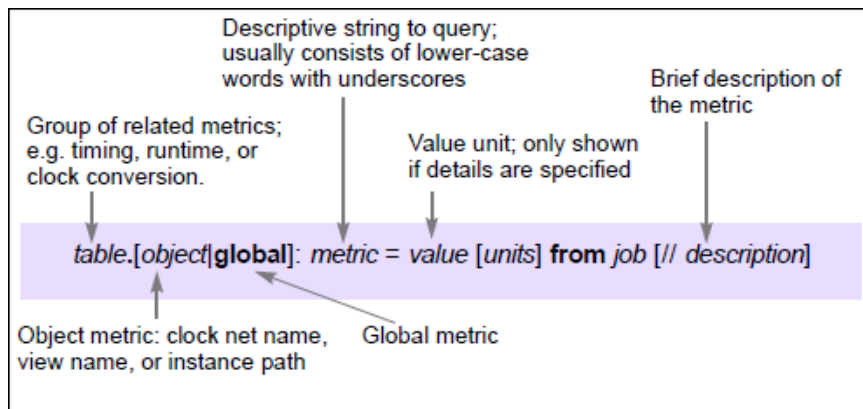 Descriptive string to query;
usually consists of lower-case
words with underscores
Brief description of
the metric
Group of related metrics;
e.g. timing, runtime, or
clock conversion.
Value unit; only shown
if details are specified
table.[object|global]: metric = value [units] from job [// description]
Object metric: clock net name,
view name, or instance path
Global metric